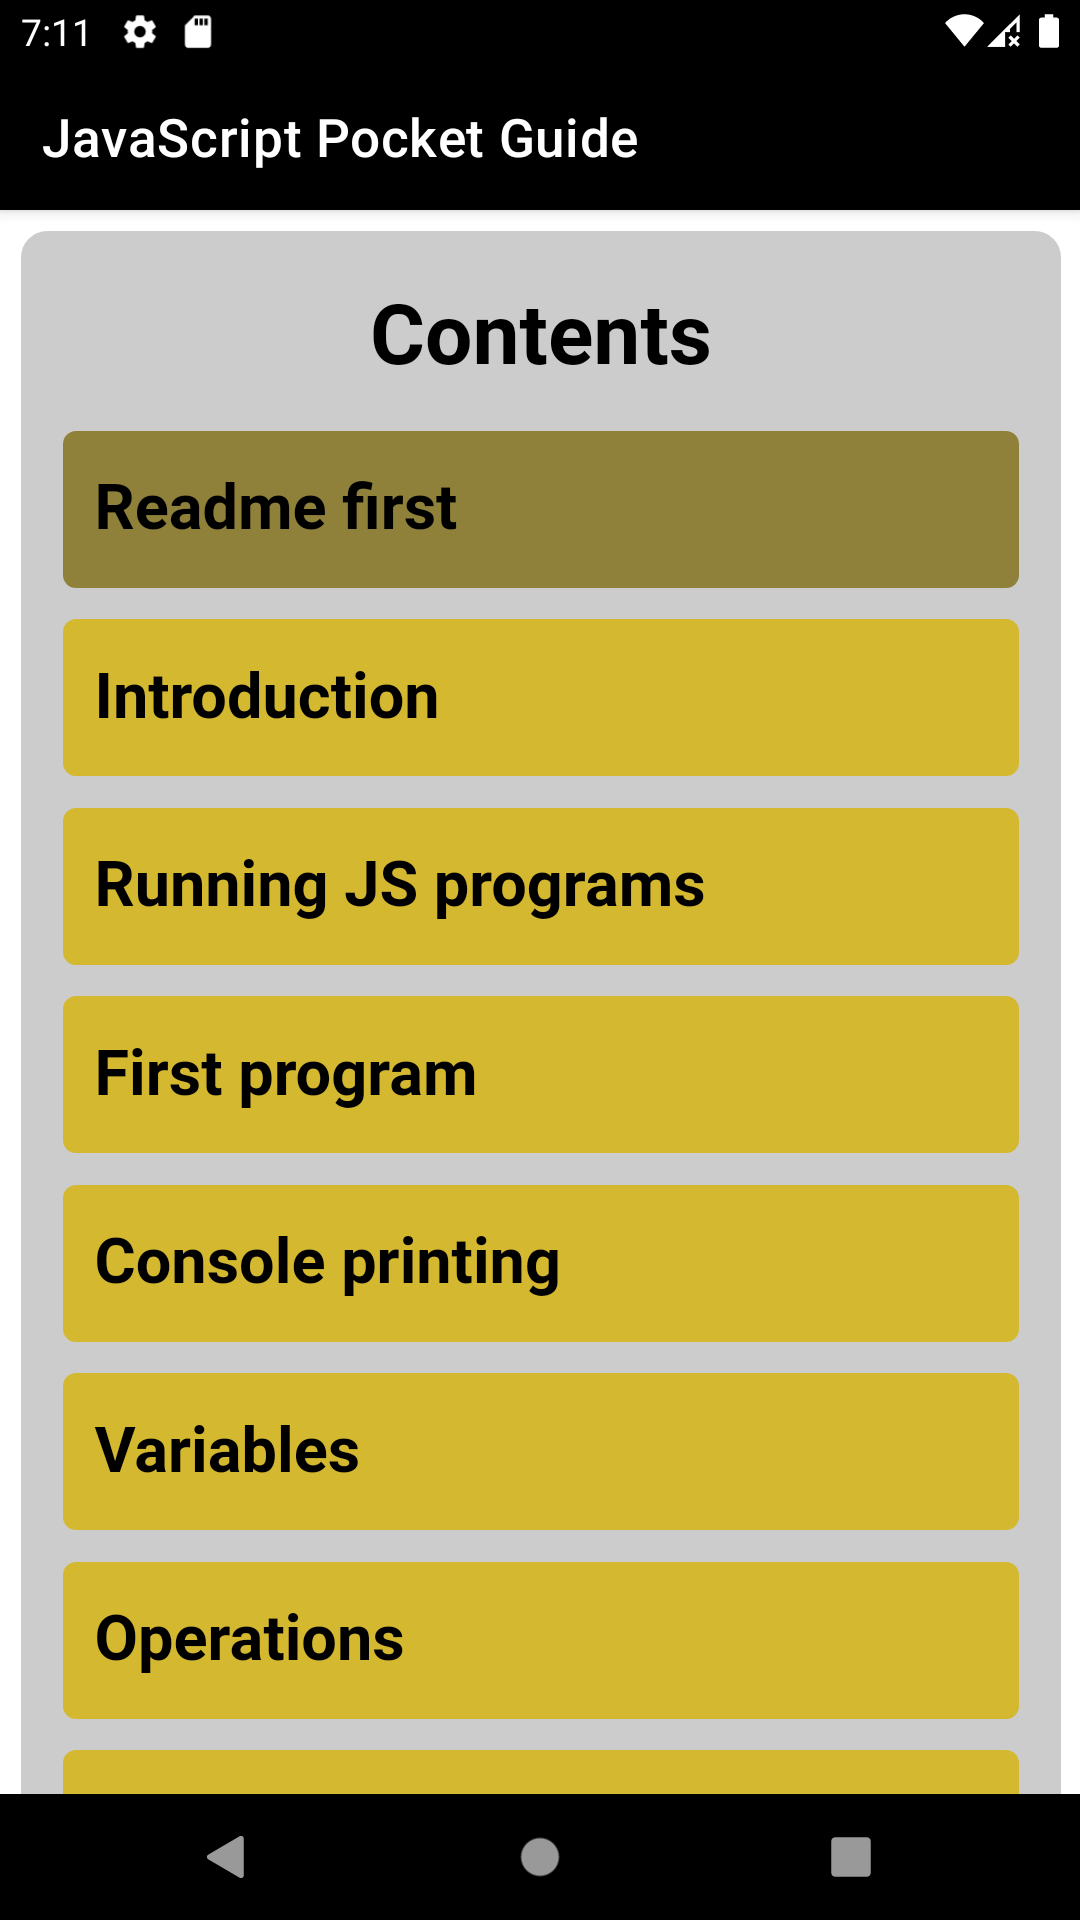 7:11
JavaScript Pocket Guide
Contents
Readme first
Introduction
Running JS programs
First program
Console printing
Variables
Operations